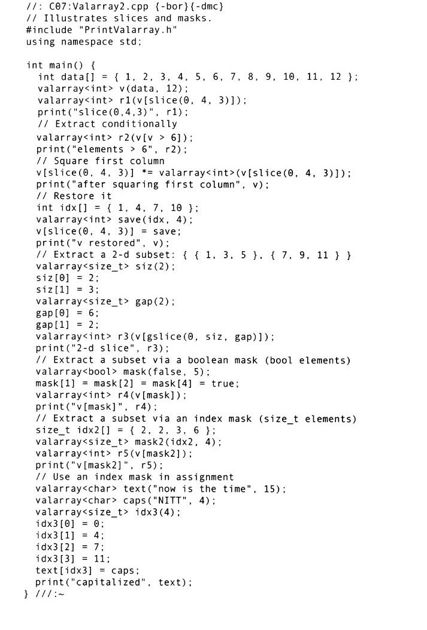 //: C07:Valarray2.cpp {-bor}{-dmc}
// Illustrates slices and masks.
#include "PrintValarray.h"
using namespace std;
int main() {
int data[] = { 1, 2, 3, 4, 5, 6, 7, 8, 9, 10, 11, 12 };
valarray<int> v(data, 12);
valarray<int> r1(v[slice(0, 4, 3)]);
print("slice(0,4,3)", r1);
// Extract conditionally
valarray<int> r2(v[v > 6]);
print("elements > 6", r2);
// Square first column
v[slice(0, 4, 3)] *= valarray<int>(v[slice(0, 4, 3)]);
print("after squaring first column", v);
// Restore it
int idx[] = { 1, 4, 7, 10 };
valarray<int> save(idx, 4);
v[slice(0, 4, 3)] = save;
print("v restored", v);
// Extract a 2-d subset: { { 1, 3, 5 }, { 7, 9, 11 } }
valarray<size_t> siz(2);
siz[0] = 2;
siz[1] = 3;
valarray<size_t> gap(2);
gap[0] = 6;
gap[1] = 2;
valarray<int> r3(v[gslice(0, siz, gap)]);
print("2-d slice", r3);
// Extract a subset via a boolean mask (bool elements)
valarray<bool> mask(false, 5);
mask[1] = mask[2] = mask[4] = true;
valarray<int> r4(v[mask]);
print("v[mask]", r4);
// Extract a subset via an index mask (size_t elements)
size_t idx2[] = { 2, 2, 3, 6 };
valarray<size_t> mask2(idx2, 4);
valarray<int> r5(v[mask2]);
print("v[mask2]", r5);
// Use an index mask in assignment
valarray<char> text("now is the time", 15);
valarray<char> caps("NITT", 4);
valarray<size_t> idx3(4);
idx3[0] = 0;
idx3[1] = 4;
idx3[2] = 7;
idx3[3] = 11;
text[idx3] = caps;
print("capitalized", text);
} ///:~